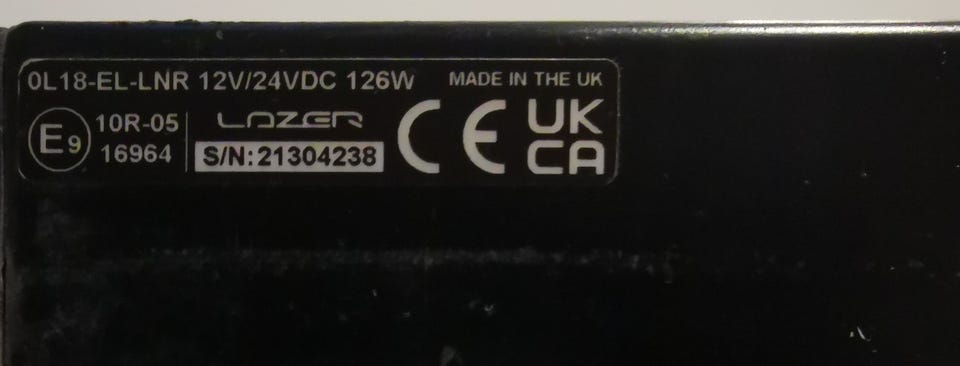 0L18-EL-LNR 12V/24VDC 126W
MADE IN THE UK
E9
10R-05
16964
LAZER
S/N:21304238
CE
UK
CA